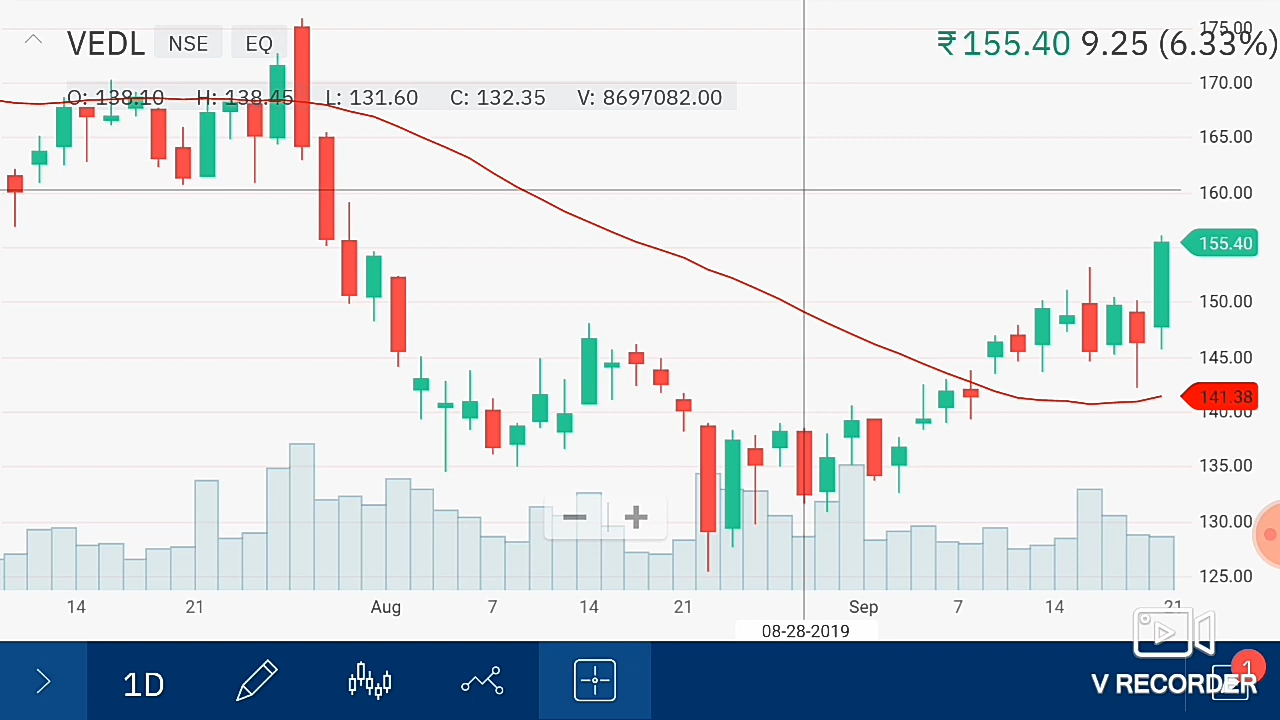 VEDL NSE EQ
₹155.40 9.25 (6.33%)
O: 138.10 H: 138.45 L: 131.60 C: 132.35 V: 8697082.00
175.00
170.00
165.00
160.00
155.40
150.00
145.00
141.38
140.00
135.00
130.00
125.00
14 21 Aug 7 14 21 Sep 7 14 21
08-28-2019
1D
1
V RECORDER